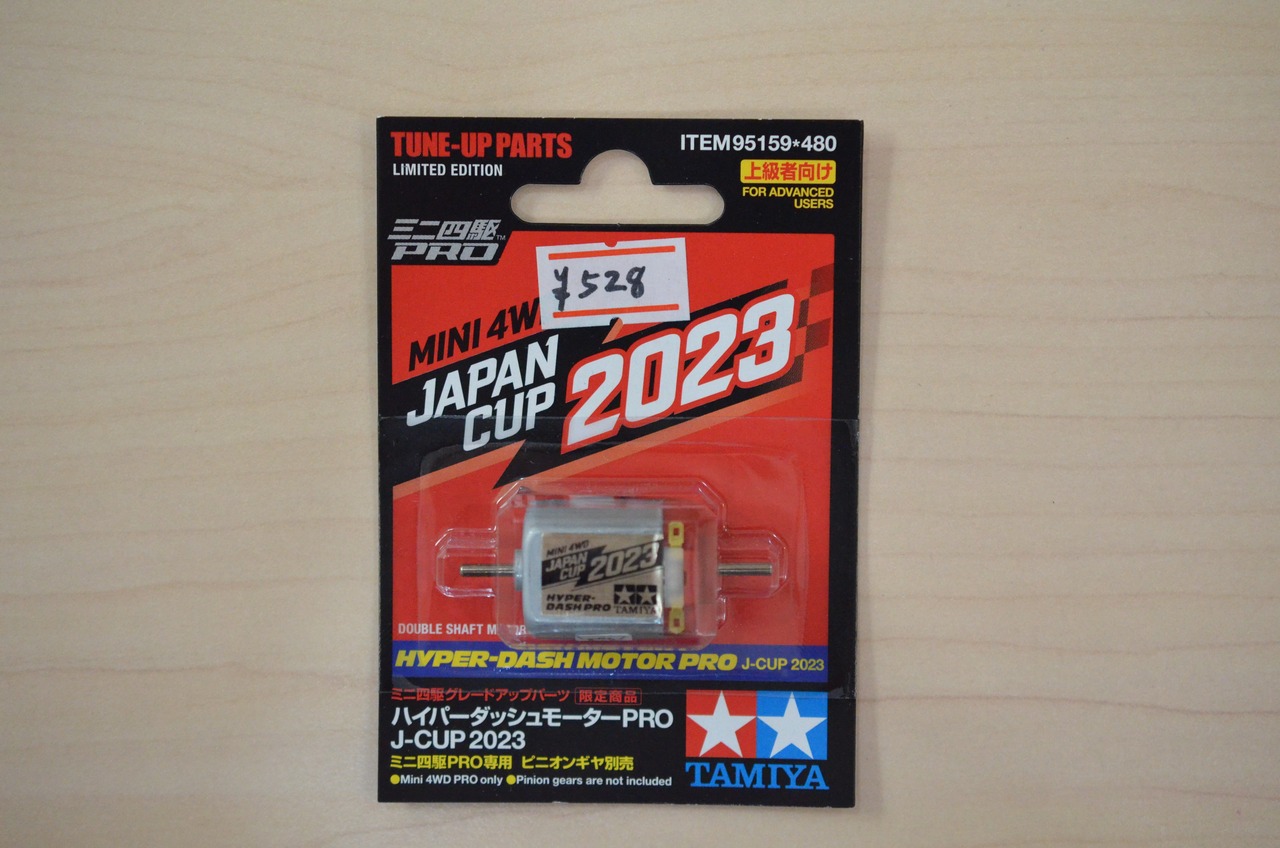 TUNE-UP PARTS
LIMITED EDITION
ITEM 95159*480
上級者向け
FOR ADVANCED
USERS
ミニ四駆™
PRO
¥528
MINI 4W
JAPAN
CUP
2023
MINI 4WD
JAPAN
CUP
2023
HYPER-
DASH PRO
TAMIYA
DOUBLE SHAFT
HYPER-DASH MOTOR PRO J-CUP 2023
ミニ四駆グレードアップパーツ 限定商品
ハイパーダッシュモーターPRO
J-CUP 2023
ミニ四駆PRO専用 ピニオンギヤ別売
●Mini 4WD PRO only ●Pinion gears are not included
TAMIYA